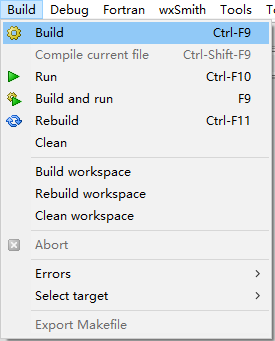 Build Debug Fortran wxSmith Tools
Build Ctrl-F9
Compile current file Ctrl-Shift-F9
Run Ctrl-F10
Build and run F9
Rebuild Ctrl-F11
Clean
Build workspace
Rebuild workspace
Clean workspace
Abort
Errors
Select target
Export Makefile